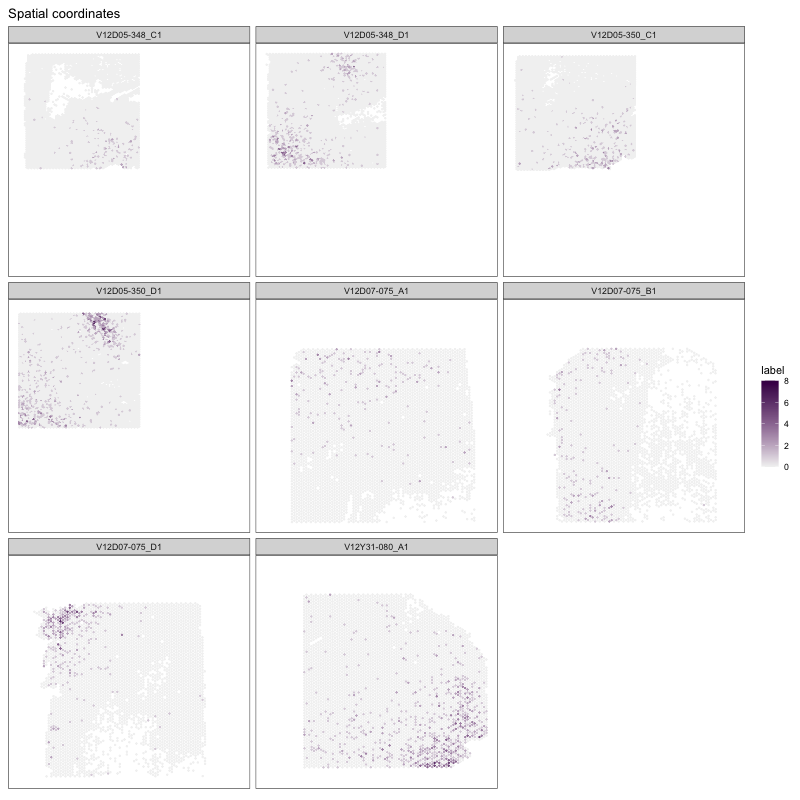 Spatial coordinates
V12D05-348_C1
V12D05-348_D1
V12D05-350_C1
V12D05-350_D1
V12D07-075_A1
V12D07-075_B1
label
8
6
4
2
0
V12D07-075_D1
V12Y31-080_A1